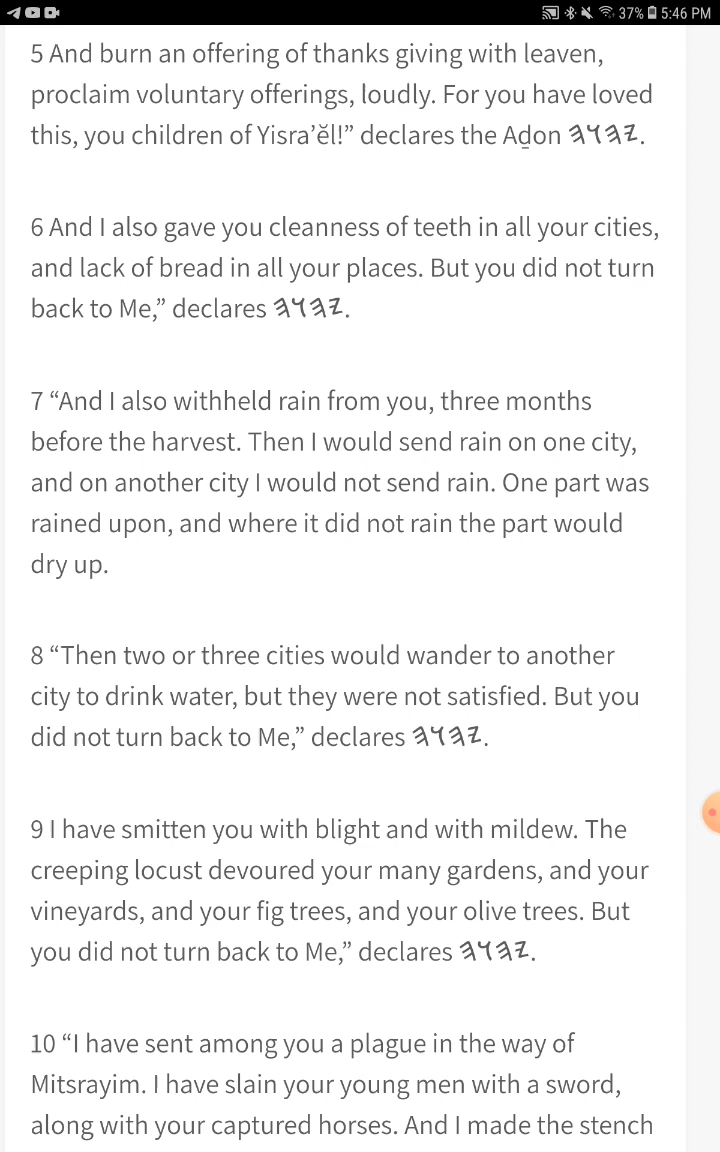 37% 5:46 PM
5 And burn an offering of thanks giving with leaven,
proclaim voluntary offerings, loudly. For you have loved
this, you children of Yisra’ĕl!” declares the Aḏon 𐤉𐤄𐤅𐤄.
6 And I also gave you cleanness of teeth in all your cities,
and lack of bread in all your places. But you did not turn
back to Me,” declares 𐤉𐤄𐤅𐤄.
7 “And I also withheld rain from you, three months
before the harvest. Then I would send rain on one city,
and on another city I would not send rain. One part was
rained upon, and where it did not rain the part would
dry up.
8 “Then two or three cities would wander to another
city to drink water, but they were not satisfied. But you
did not turn back to Me,” declares 𐤉𐤄𐤅𐤄.
9 I have smitten you with blight and with mildew. The
creeping locust devoured your many gardens, and your
vineyards, and your fig trees, and your olive trees. But
you did not turn back to Me,” declares 𐤉𐤄𐤅𐤄.
10 “I have sent among you a plague in the way of
Mitsrayim. I have slain your young men with a sword,
along with your captured horses. And I made the stench